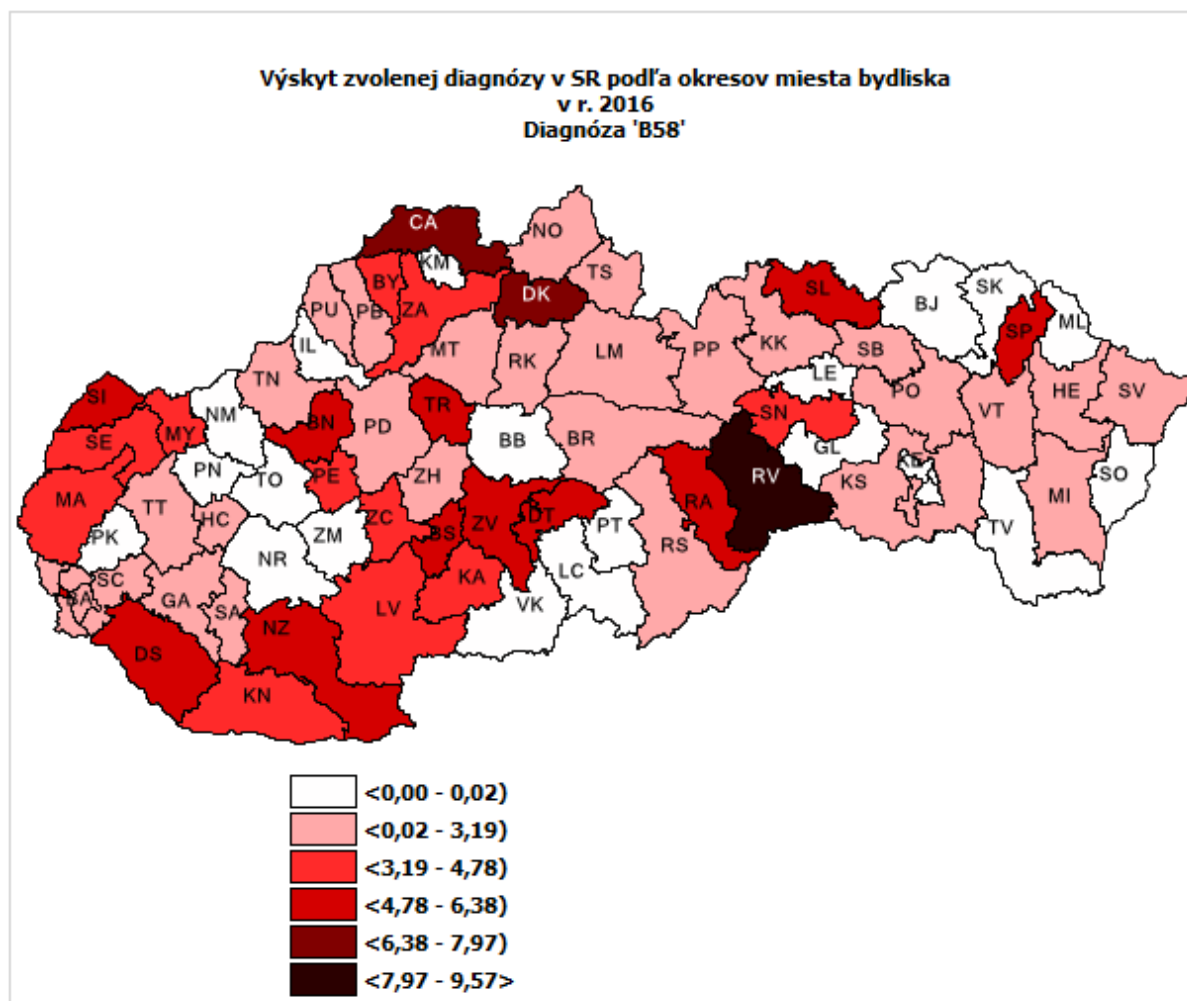 Výskyt zvolenej diagnózy v SR podľa okresov miesta bydliska
v r. 2016
Diagnóza 'B58'
CA
NO
KM
TS
BY
DK
SL
SK
BJ
ML
PU
PB
ZA
SP
IL
MT
RK
LM
PP
KK
SB
TN
LE
HE
SV
SI
NM
BN
PD
TR
BB
BR
SN
PO
VT
SE
MY
PN
TO
PE
ZH
RV
GL
KE
SO
MA
TT
HC
ZC
BS
ZV
DT
RA
KS
MI
PK
NR
ZM
PT
RS
TV
SC
BA
GA
SA
LV
KA
LC
VK
DS
NZ
KN
<0,00 - 0,02)
<0,02 - 3,19)
<3,19 - 4,78)
<4,78 - 6,38)
<6,38 - 7,97)
<7,97 - 9,57>